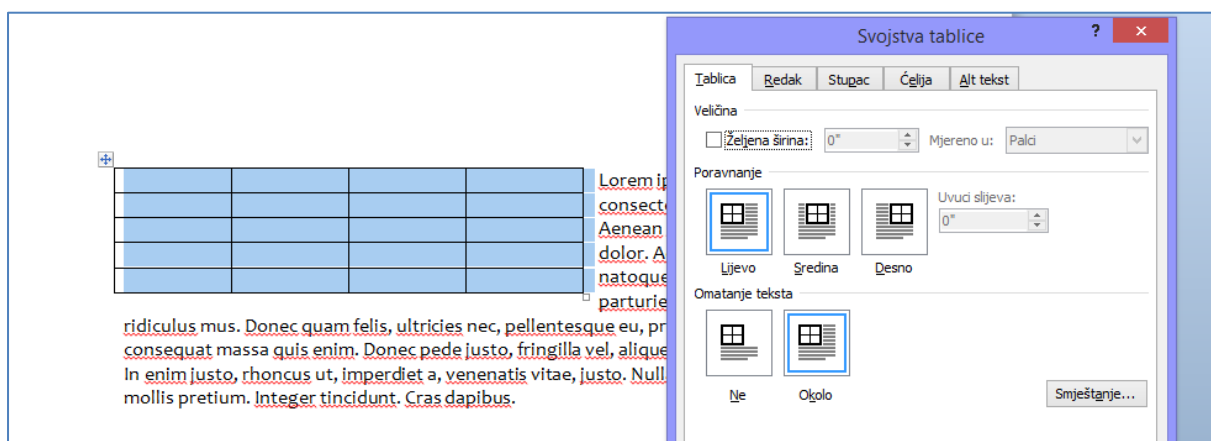 Svojstva tablice
?
Tablica Redak Stupac Ćelija Alt tekst
Veličina
Željena širina: 0" Mjereno u: Palci
Poravnanje
Uvuci slijeva:
0"
Lijevo Sredina Desno
Omatanje teksta
Ne Okolo
Smještanje...
Lorem ip
consecte
Aenean
dolor. A
natoque
parturie
ridiculus mus. Donec quam felis, ultricies nec, pellentesque eu, pr
consequat massa quis enim. Donec pede justo, fringilla vel, alique
In enim justo, rhoncus ut, imperdiet a, venenatis vitae, justo. Null
mollis pretium. Integer tincidunt. Cras dapibus.